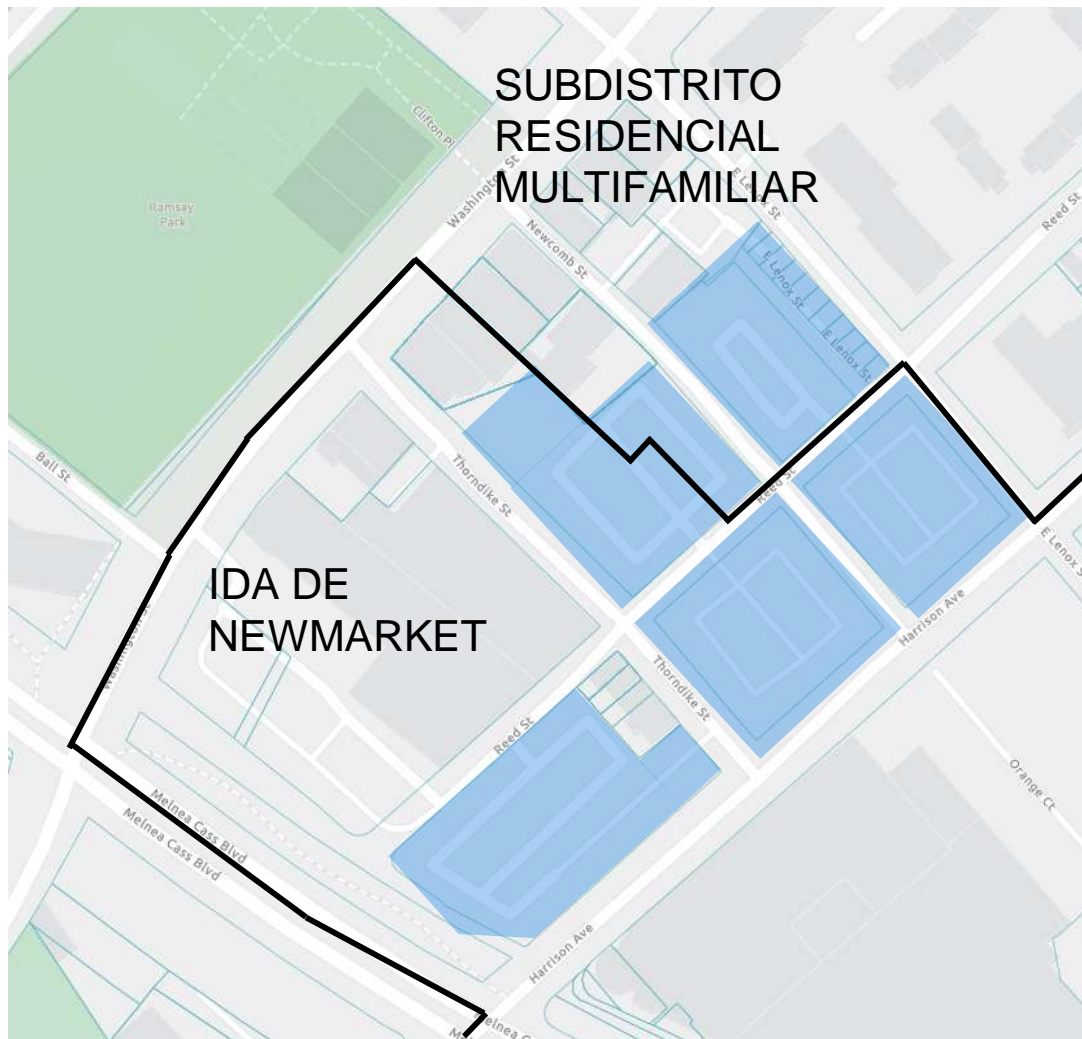 SUBDISTRITO
RESIDENCIAL
MULTIFAMILIAR
Clifton Pl
Washington St
E Lenox St
Reed St
Ramsay
Park
Newcomb St
E Lenox St
E Lenox St
Ball St
Thorndike St
Reed St
E Lenox S
IDA DE
NEWMARKET
Washington St
Harrison Ave
Thorndike St
Reed St
Orange Ct
Melnea Cass Blvd
Melnea Cass Blvd
Harrison Ave
elnea C